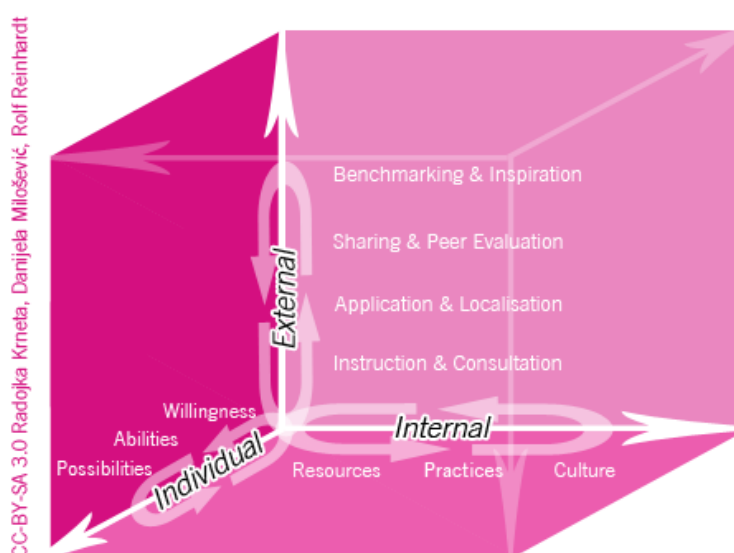 CC-BY-SA 3.0 Radojka Krneta, Danijela Milošević, Rolf Reinhardt
Benchmarking & Inspiration
Sharing & Peer Evaluation
Application & Localisation
Instruction & Consultation
External
Willingness
Abilities
Possibilities
Individual
Internal
Resources
Practices
Culture